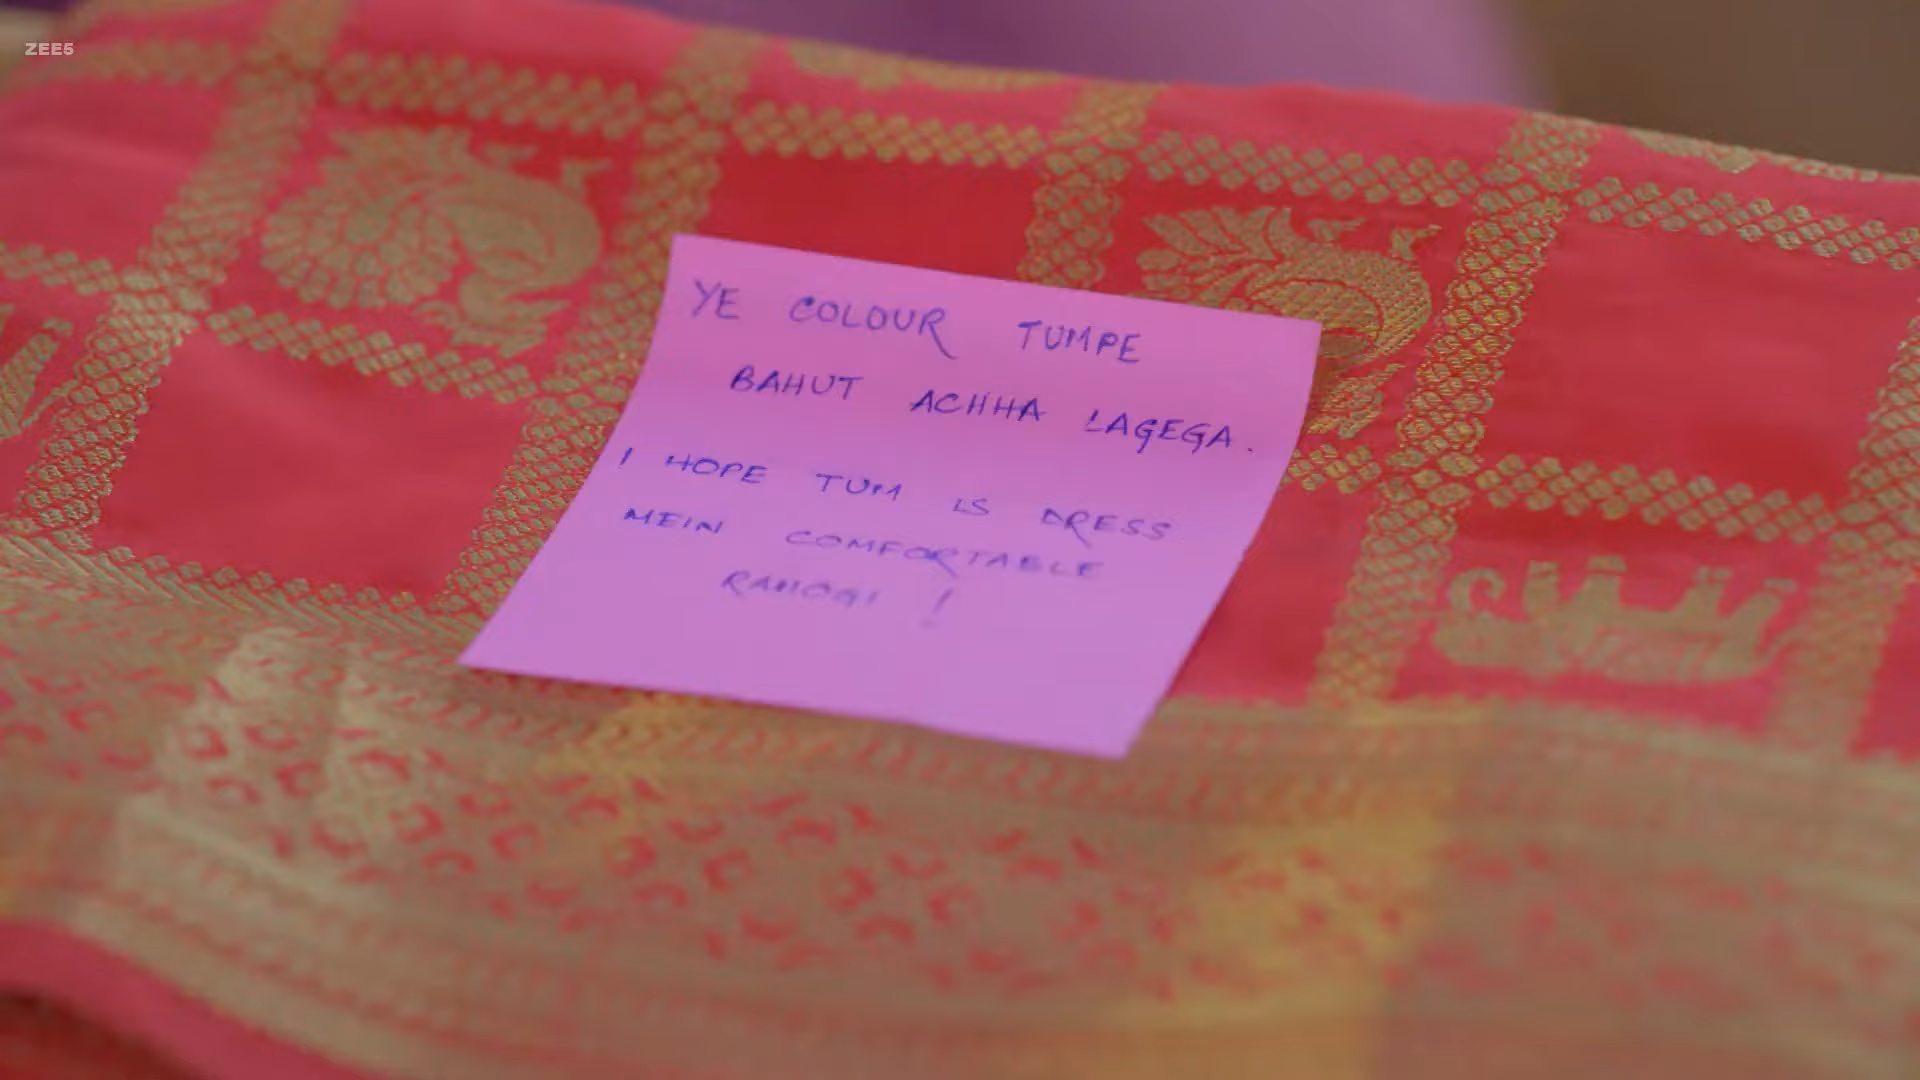 ZEE5
YE COLOUR TUMPE
BAHUT ACHHA LAGEGA.
I HOPE TUM IS DRESS
MEIN COMFORTABLE
RAHOGI !